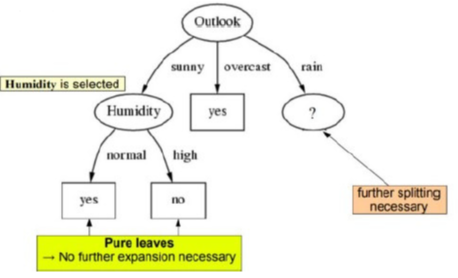 Outlook
sunny
overcast
rain
Humidity is selected
Humidity
yes
?
normal
high
yes
no
further splitting
necessary
Pure leaves
→ No further expansion necessary